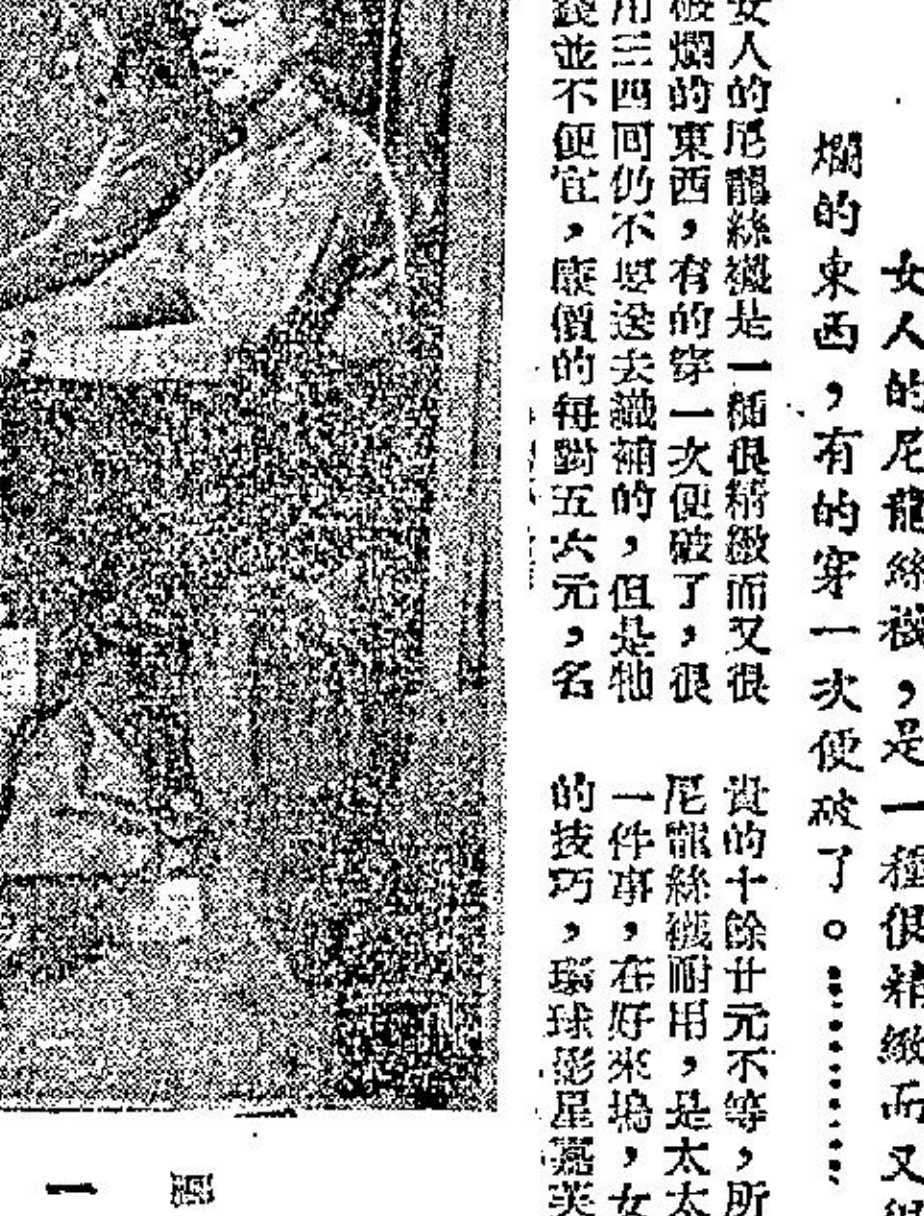 女人的尼龍絲襪,是一種很精緻而又很
爛的東西,有的穿一次便破了。…………
女人的尼龍絲襪是一種很精緻而又很
破爛的東西,有的穿一次便破了,很
用三四回仍不要送去織補的,但是牠
錢並不便宜,廉價的每對五六元,名
貴的十餘廿元不等,所
尼龍絲襪耐用,是太太
一件事,在好來塢,女
的技巧,環球影星嘉芙
圖一